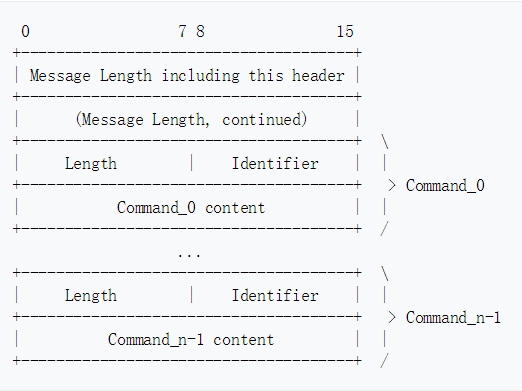 0 7 8 15
+-------------------------------------+
| Message Length including this header |
+-------------------------------------+
| (Message Length, continued) |
+-------------------------------------+ \
| Length | Identifier | |
+-------------------------------------+ > Command_0
| Command_0 content | |
+-------------------------------------+ /
...
+-------------------------------------+ \
| Length | Identifier | |
+-------------------------------------+ > Command_n-1
| Command_n-1 content | |
+-------------------------------------+ /